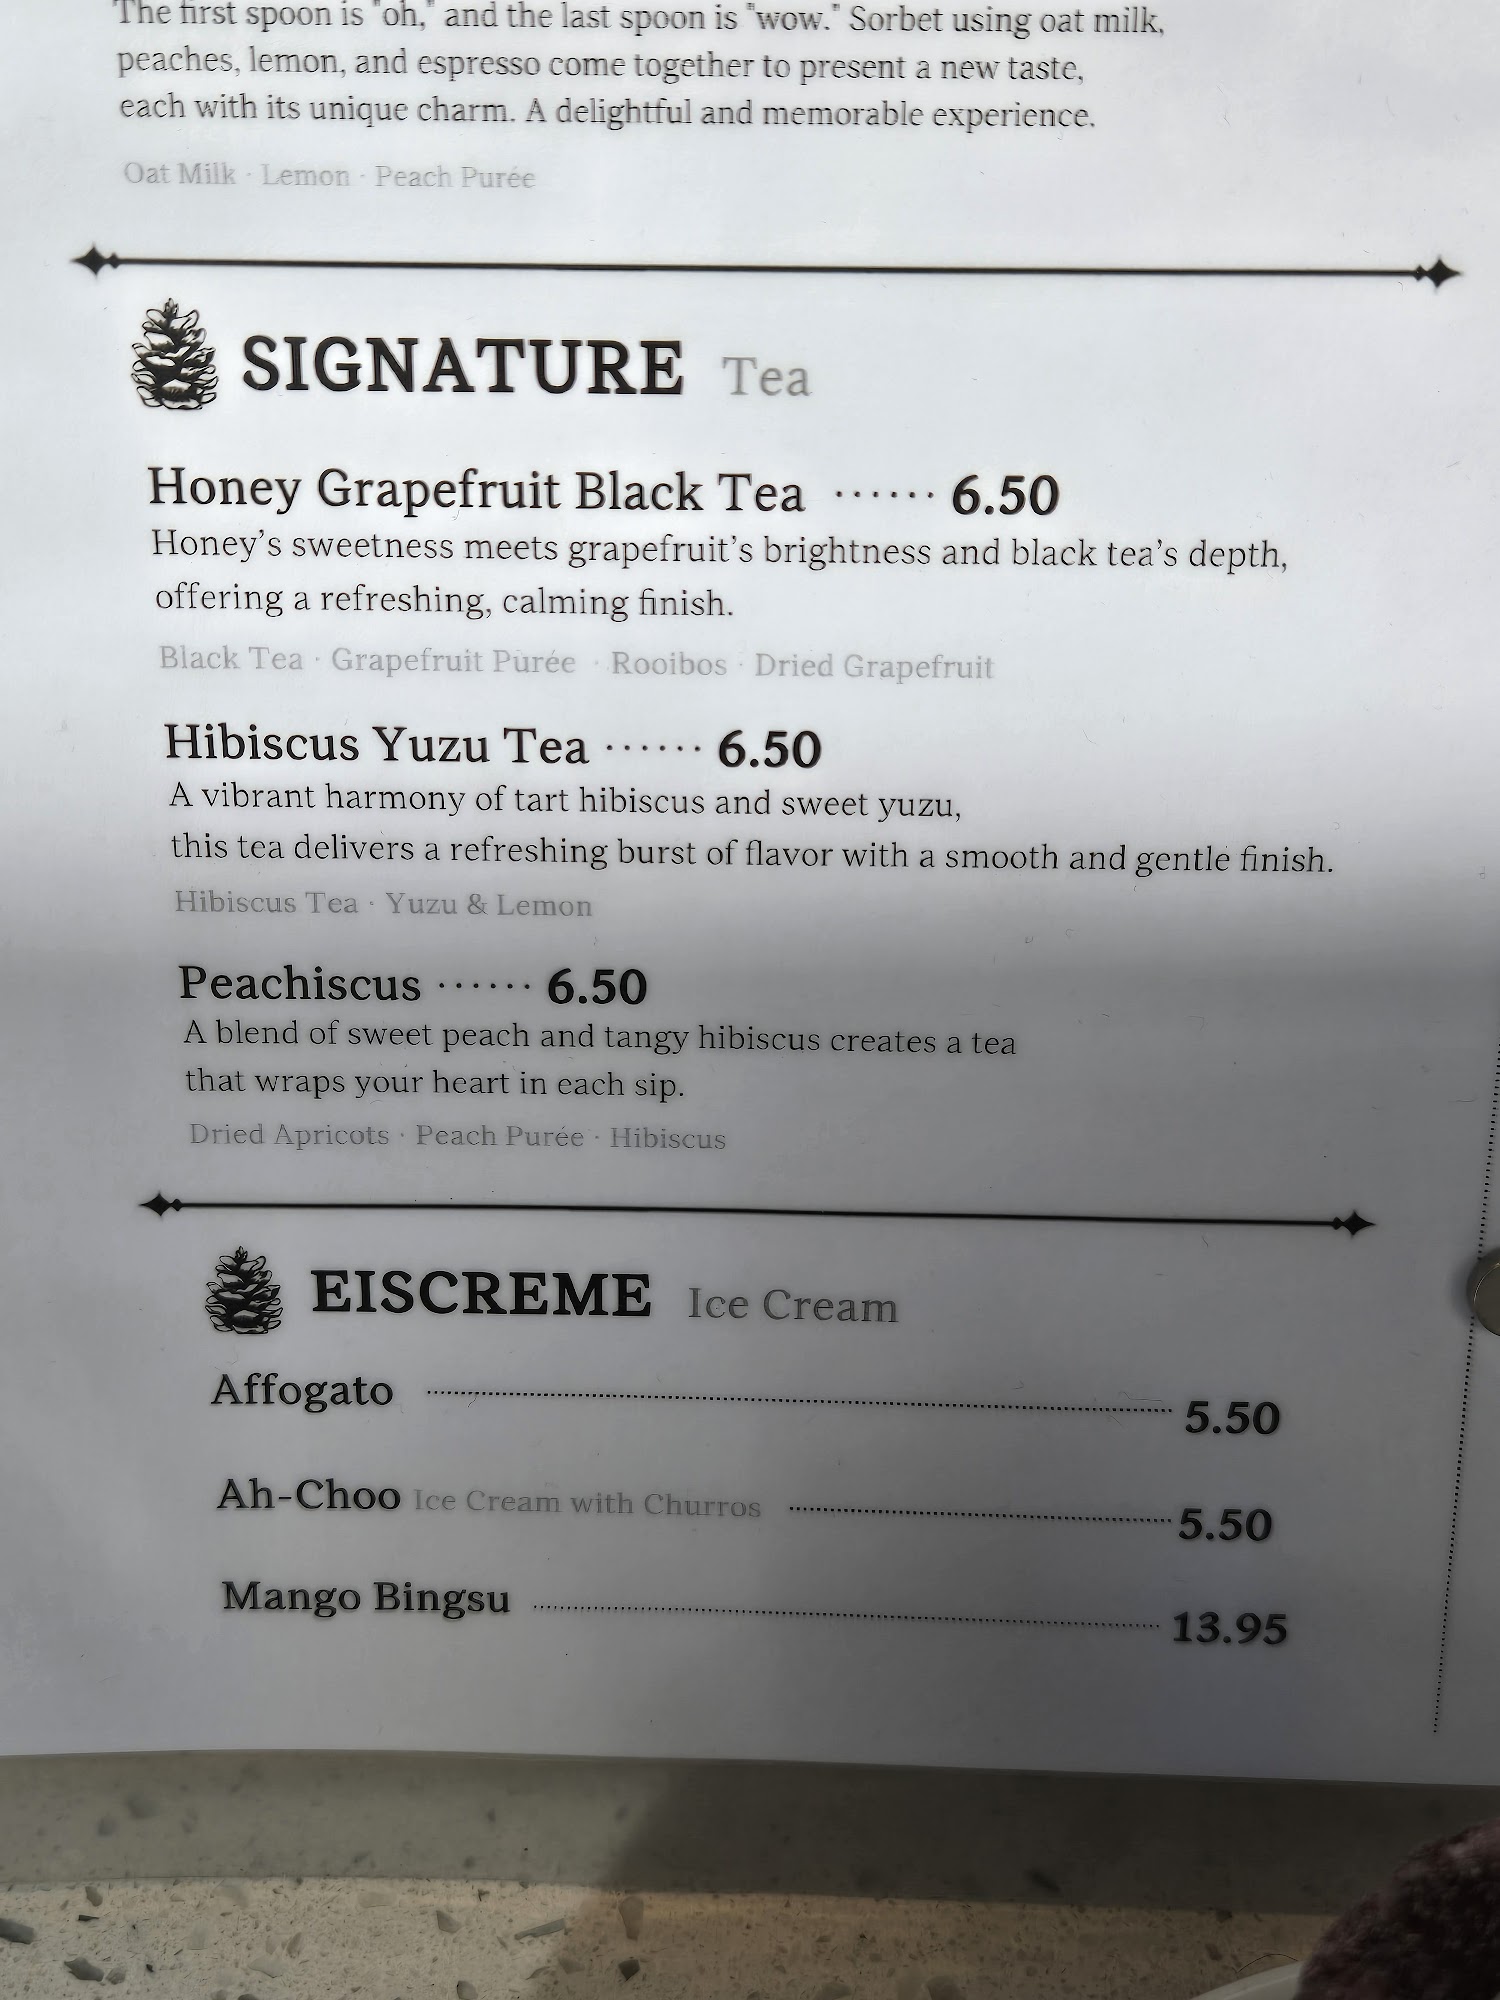 The first spoon is "oh," and the last spoon is "wow." Sorbet using oat milk,
peaches, lemon, and espresso come together to present a new taste,
each with its unique charm. A delightful and memorable experience.
Oat Milk · Lemon · Peach Purée
SIGNATURE Tea
Honey Grapefruit Black Tea ······ 6.50
Honey's sweetness meets grapefruit's brightness and black tea's depth,
offering a refreshing, calming finish.
Black Tea · Grapefruit Purée · Rooibos · Dried Grapefruit
Hibiscus Yuzu Tea ······ 6.50
A vibrant harmony of tart hibiscus and sweet yuzu,
this tea delivers a refreshing burst of flavor with a smooth and gentle finish.
Hibiscus Tea · Yuzu & Lemon
Peachiscus ······ 6.50
A blend of sweet peach and tangy hibiscus creates a tea
that wraps your heart in each sip.
Dried Apricots · Peach Purée · Hibiscus
EISCREME Ice Cream
Affogato 5.50
Ah-Choo Ice Cream with Churros 5.50
Mango Bingsu 13.95